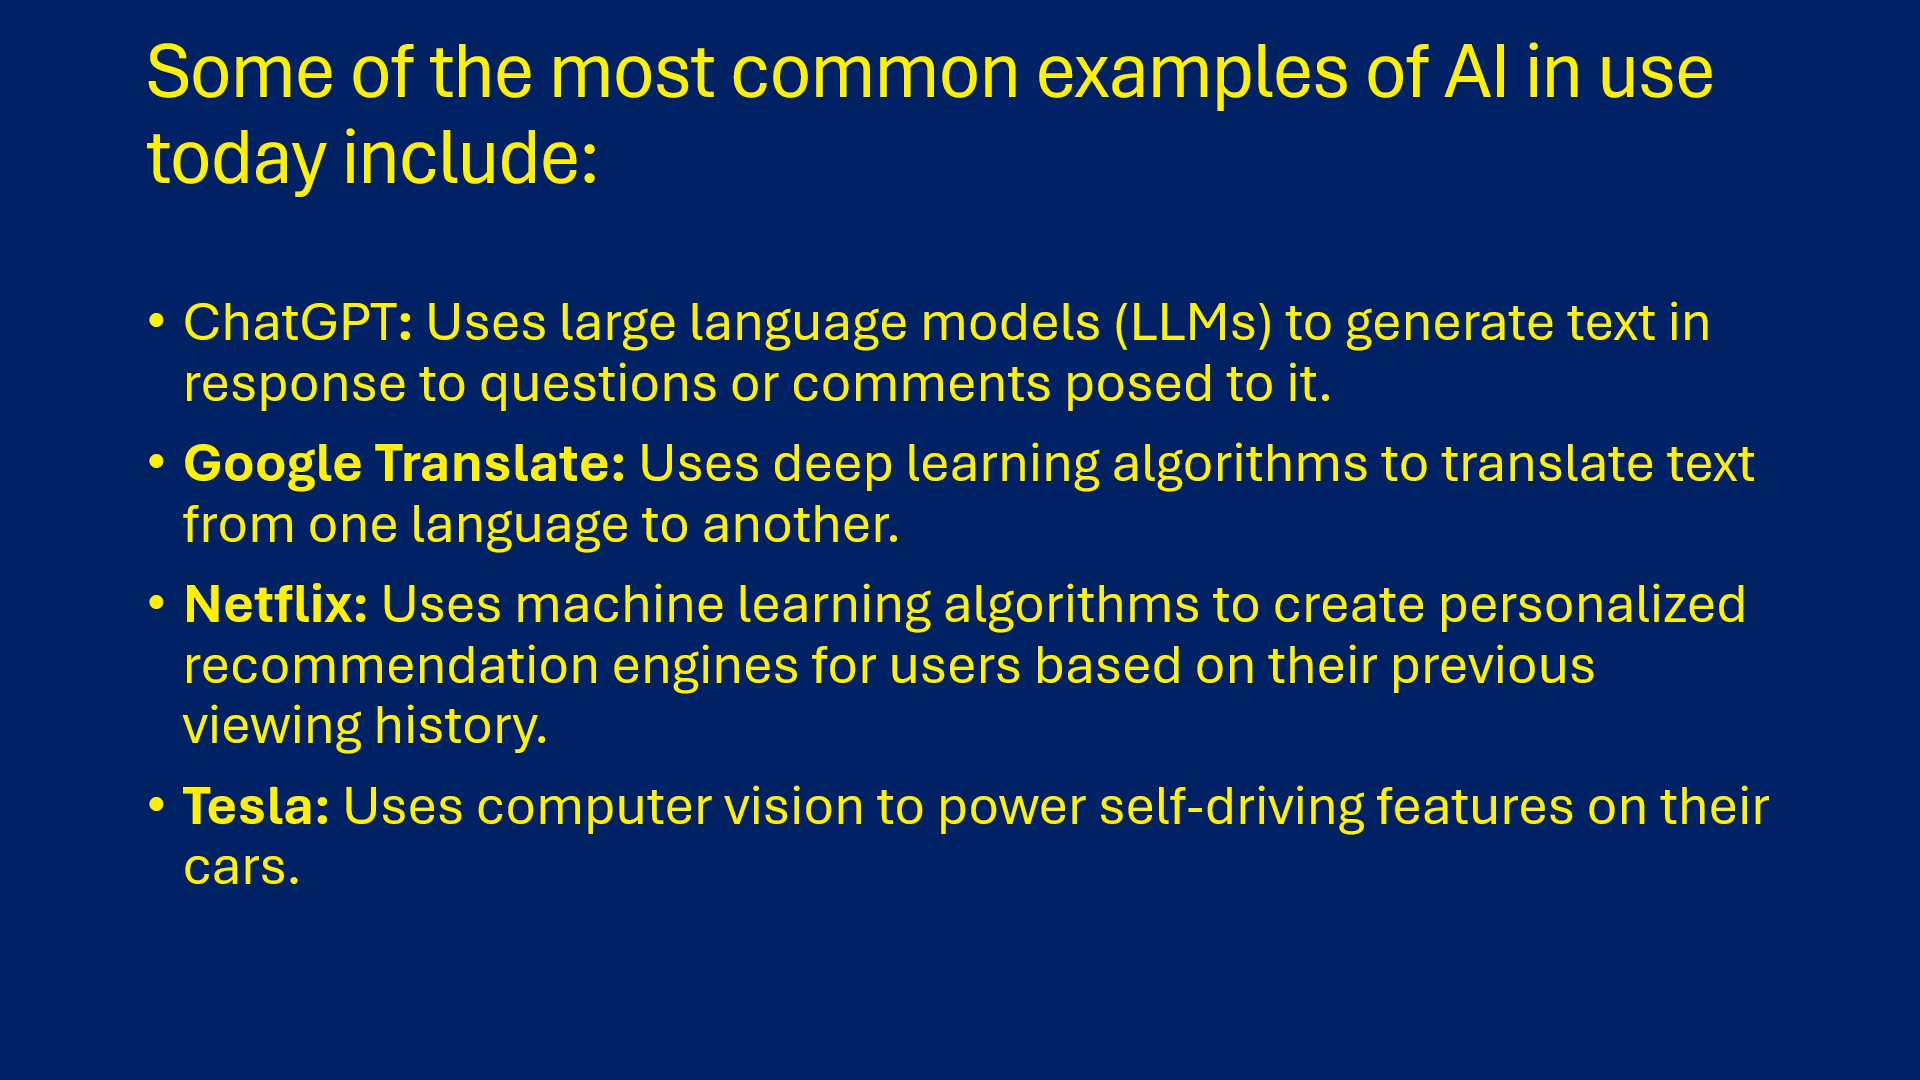 Some of the most common examples of AI in use
today include:
• ChatGPT: Uses large language models (LLMs) to generate text in
response to questions or comments posed to it.
• Google Translate: Uses deep learning algorithms to translate text
from one language to another.
• Netflix: Uses machine learning algorithms to create personalized
recommendation engines for users based on their previous
viewing history.
• Tesla: Uses computer vision to power self-driving features on their
cars.